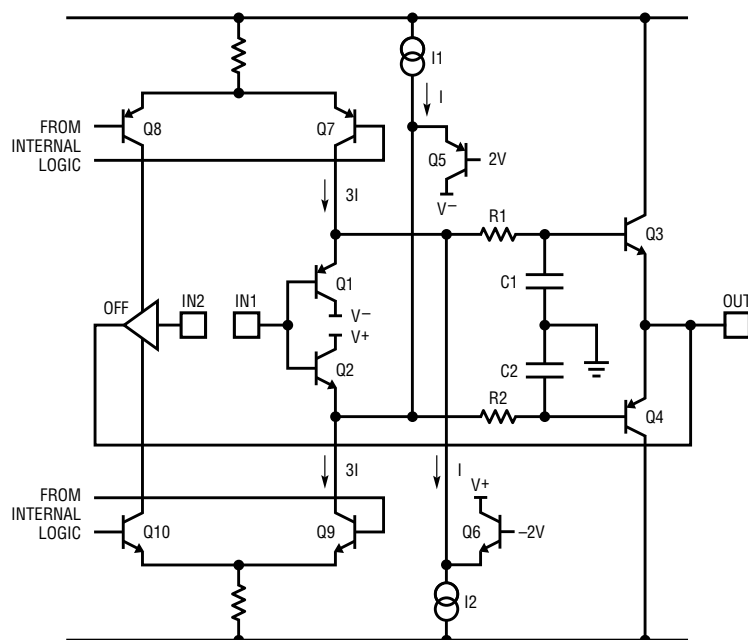 I1
I
FROM
INTERNAL
LOGIC
Q8
Q7
Q5
2V
V–
3I
R1
Q3
Q1
C1
OFF
IN2
IN1
V–
V+
OUT
Q2
C2
R2
Q4
3I
I
V+
FROM
INTERNAL
LOGIC
Q10
Q9
Q6
–2V
I2